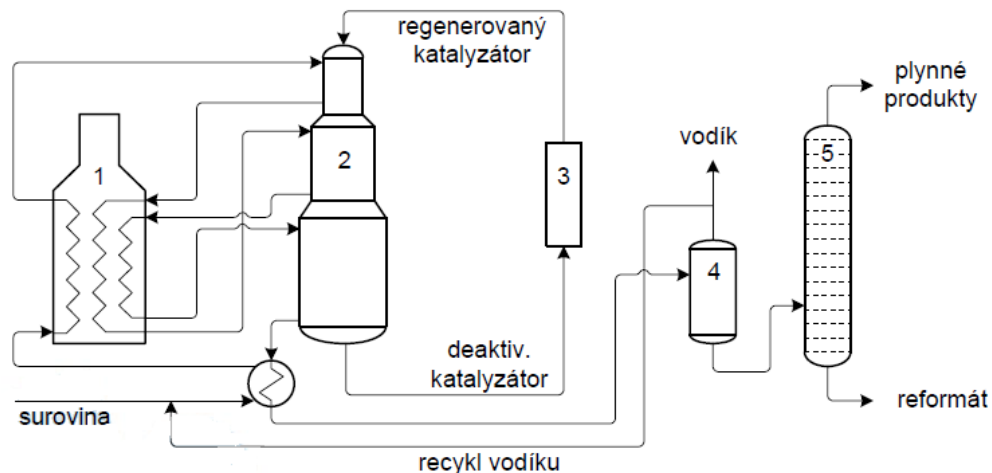 regenerovaný
katalyzátor
plynné
produkty
vodík
1
2
3
4
5
deaktiv.
katalyzátor
surovina
recykl vodíku
reformát